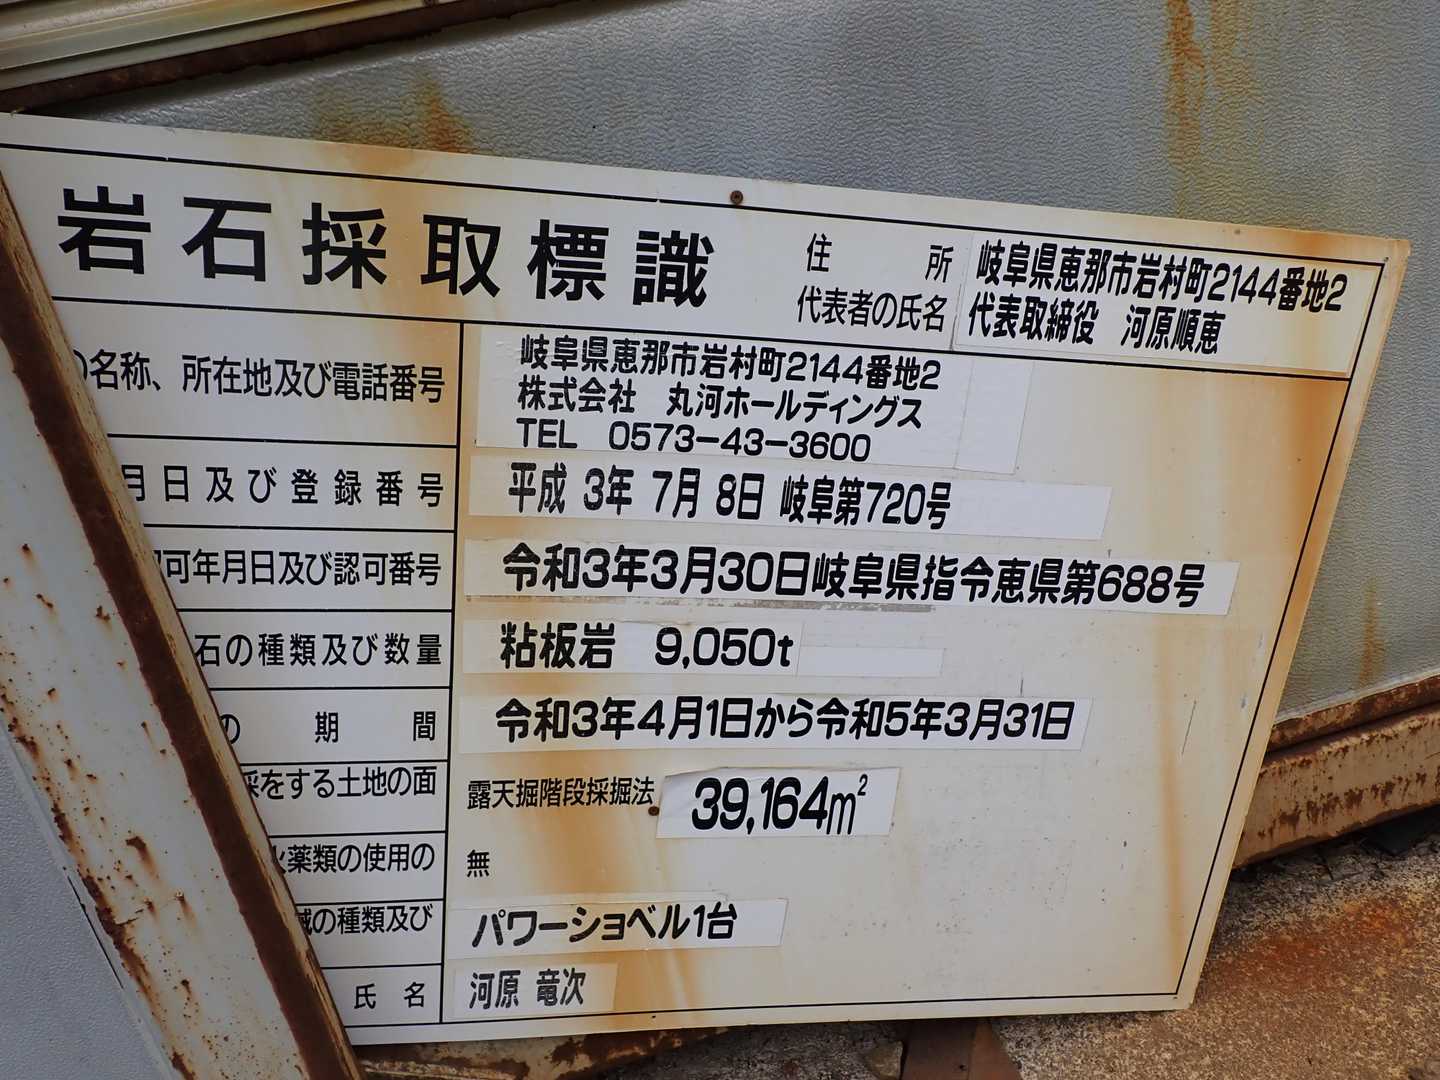 岩石採取標識
住所 岐阜県恵那市岩村町2144番地2
代表者の氏名 代表取締役 河原順恵
の名称、所在地及び電話番号
岐阜県恵那市岩村町2144番地2
株式会社 丸河ホールディングス
TEL 0573-43-3600
月日及び登録番号 平成 3年 7月 8日 岐阜第720号
認可年月日及び認可番号 令和3年3月30日岐阜県指令恵県第688号
石の種類及び数量 粘板岩 9,050t
の期間 令和3年4月1日から令和5年3月31日
採をする土地の面 露天掘階段採掘法 39,164m²
火薬類の使用の 無
械の種類及び パワーショベル1台
氏名 河原 竜次